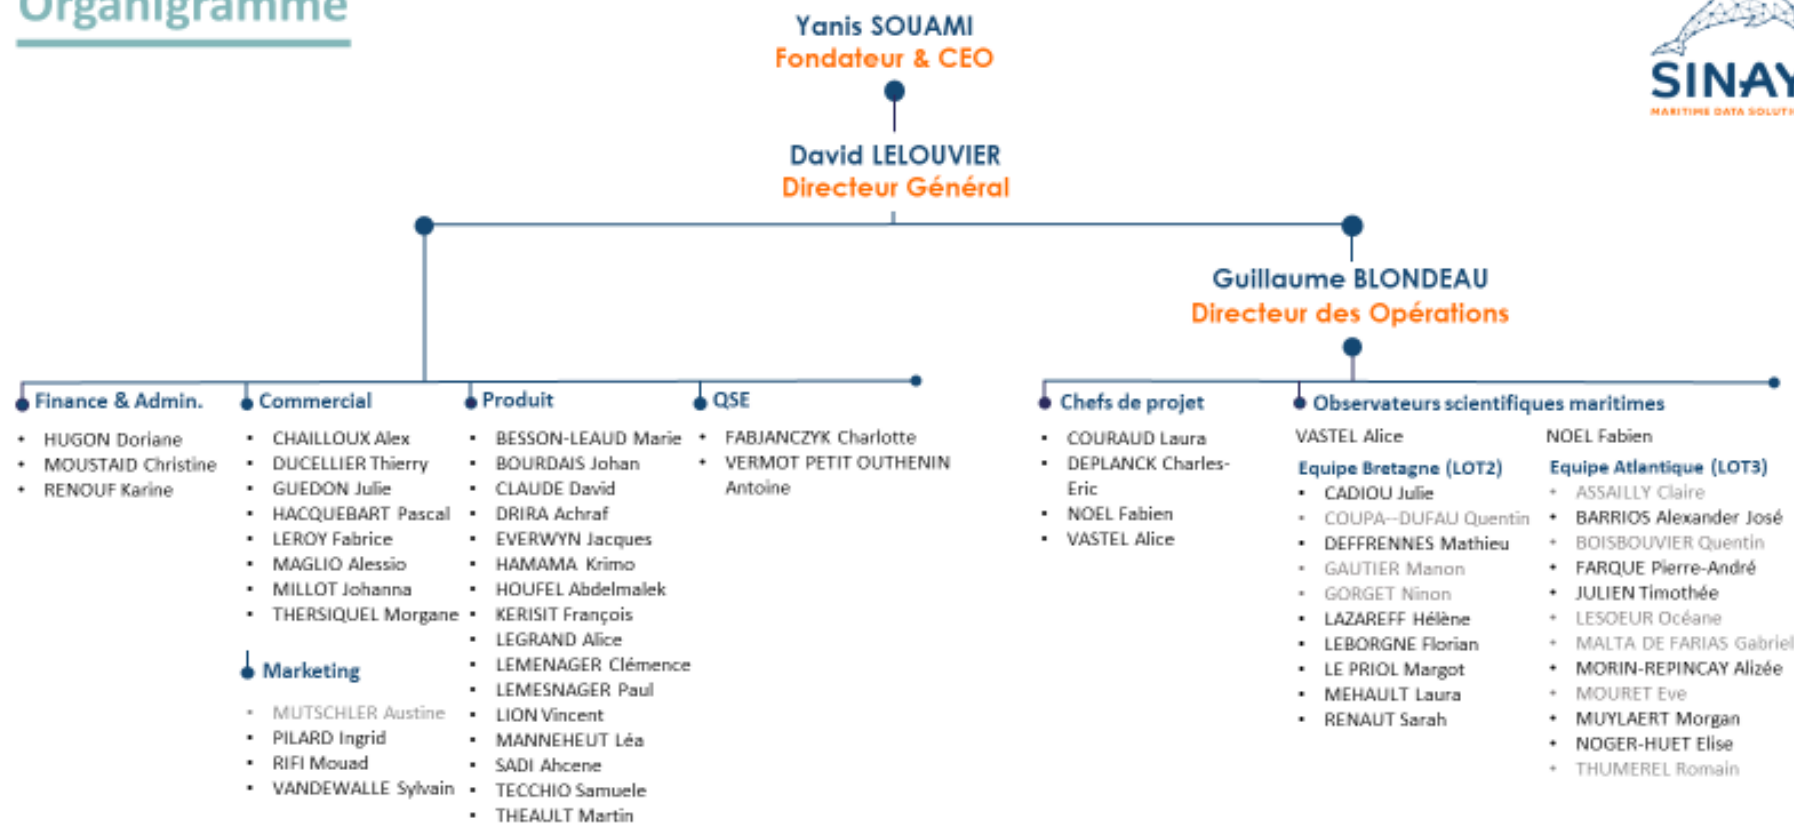 Organigramme
Yanis SOUAMI
Fondateur & CEO
SINAY
MARITIME DATA SOLUTI
David LELOUVIER
Directeur Général
Guillaume BLONDEAU
Directeur des Opérations
Finance & Admin.
• HUGON Doriane
• MOUSTAID Christine
• RENOUF Karine
Commercial
• CHAILLOUX Alex
• DUCELLIER Thierry
• GUEDON Julie
• HACQUEBART Pascal
• LEROY Fabrice
• MAGLIO Alessio
• MILLOT Johanna
• THERSIQUEL Morgane
Marketing
• MUTSCHLER Austine
• PILARD Ingrid
• RIFI Mouad
• VANDEWALLE Sylvain
Produit
• BESSON-LEAUD Marie
• BOURDAIS Johan
• CLAUDE David
• DRIRA Achraf
• EVERWYN Jacques
• HAMAMA Krimo
• HOUFEL Abdelmalek
• KERISIT François
• LEGRAND Alice
• LEMENAGER Clémence
• LEMESNAGER Paul
• LION Vincent
• MANNEHEUT Léa
• SADI Ahcene
• TECCHIO Samuele
• THEAULT Martin
QSE
• FABJANCZYK Charlotte
• VERMOT PETIT OUTHENIN
Antoine
Chefs de projet
• COURAUD Laura
• DEPLANCK Charles-
Eric
• NOEL Fabien
• VASTEL Alice
Observateurs scientifiques maritimes
VASTEL Alice
Equipe Bretagne (LOT2)
• CADIOU Julie
• COUPA--DUFAU Quentin
• DEFFRENNES Mathieu
• GAUTIER Manon
• GORGET Ninon
• LAZAREFF Hélène
• LEBORGNE Florian
• LE PRIOL Margot
• MEHAULT Laura
• RENAUT Sarah
NOEL Fabien
Equipe Atlantique (LOT3)
• ASSAILLY Claire
• BARRIOS Alexander José
• BOISBOUVIER Quentin
• FARQUE Pierre-André
• JULIEN Timothée
• LESOEUR Océane
• MALTA DE FARIAS Gabriel
• MORIN-REPINCAY Alizée
• MOURET Eve
• MUYLAERT Morgan
• NOGER-HUET Elise
• THUMEREL Romain